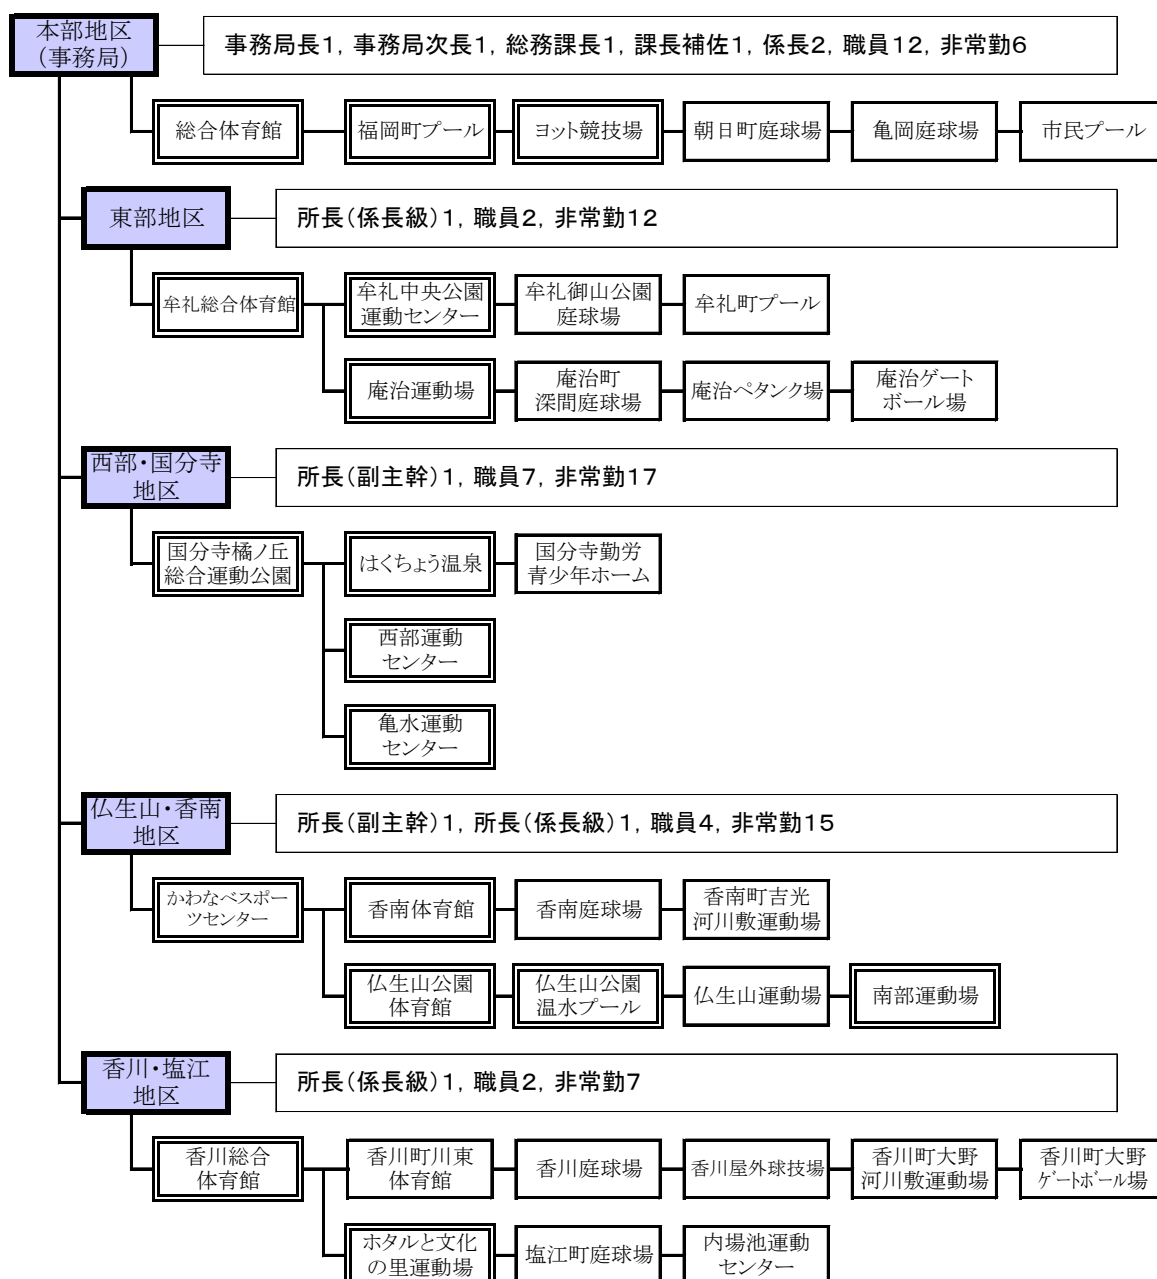 本部地区
(事務局)
事務局長1, 事務局次長1, 総務課長1, 課長補佐1, 係長2, 職員12, 非常勤6
総合体育館
福岡町プール
ヨット競技場
朝日町庭球場
亀岡庭球場
市民プール
東部地区
所長(係長級)1, 職員2, 非常勤12
牟礼総合体育館
牟礼中央公園
運動センター
牟礼御山公園
庭球場
牟礼町プール
庵治運動場
庵治町
深間庭球場
庵治ペタンク場
庵治ゲート
ボール場
西部・国分寺
地区
所長(副主幹)1, 職員7, 非常勤17
国分寺橘ノ丘
総合運動公園
はくちょう温泉
国分寺勤労
青少年ホーム
西部運動
センター
亀水運動
センター
仏生山・香南
地区
所長(副主幹)1, 所長(係長級)1, 職員4, 非常勤15
かわなべスポー
ツセンター
香南体育館
香南庭球場
香南町吉光
河川敷運動場
仏生山公園
体育館
仏生山公園
温水プール
仏生山運動場
南部運動場
香川・塩江
地区
所長(係長級)1, 職員2, 非常勤7
香川総合
体育館
香川町川東
体育館
香川庭球場
香川屋外球技場
香川町大野
河川敷運動場
香川町大野
ゲートボール場
ホタルと文化
の里運動場
塩江町庭球場
内場池運動
センター